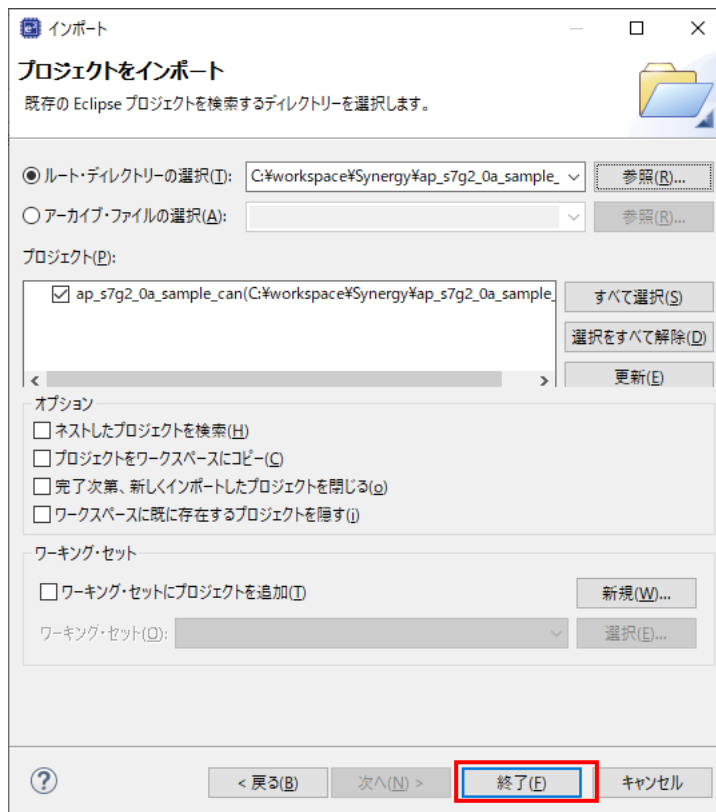 インポート
プロジェクトをインポート
既存の Eclipse プロジェクトを検索するディレクトリーを選択します。
ルート・ディレクトリーの選択(T): C:¥workspace¥Synergy¥ap_s7g2_0a_sample_ 参照(R)...
アーカイブ・ファイルの選択(A): 参照(R)...
プロジェクト(P):
ap_s7g2_0a_sample_can(C:¥workspace¥Synergy¥ap_s7g2_0a_sample_ すべて選択(S)
選択をすべて解除(D)
更新(E)
オプション
ネストしたプロジェクトを検索(H)
プロジェクトをワークスペースにコピー(C)
完了次第、新しくインポートしたプロジェクトを閉じる(o)
ワークスペースに既に存在するプロジェクトを隠す(i)
ワーキング・セット
ワーキング・セットにプロジェクトを追加(T) 新規(W)...
ワーキング・セット(O): 選択(E)...
< 戻る(B) 次へ(N) > 終了(F) キャンセル